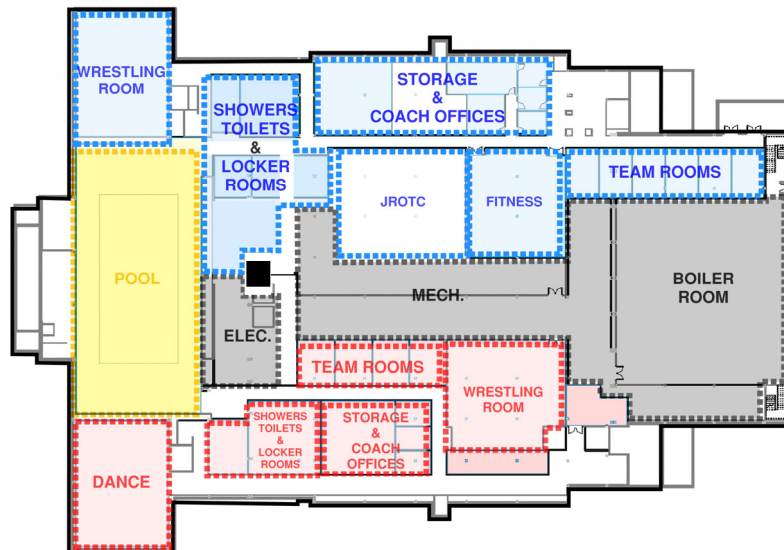 WRESTLING
ROOM
STORAGE
&
COACH OFFICES
SHOWERS
TOILETS
&
LOCKER
ROOMS
TEAM ROOMS
JROTC
FITNESS
POOL
MECH.
BOILER
ROOM
ELEC.
TEAM ROOMS
WRESTLING
ROOM
SHOWERS
TOILETS
&
LOCKER
ROOMS
STORAGE
&
COACH
OFFICES
DANCE